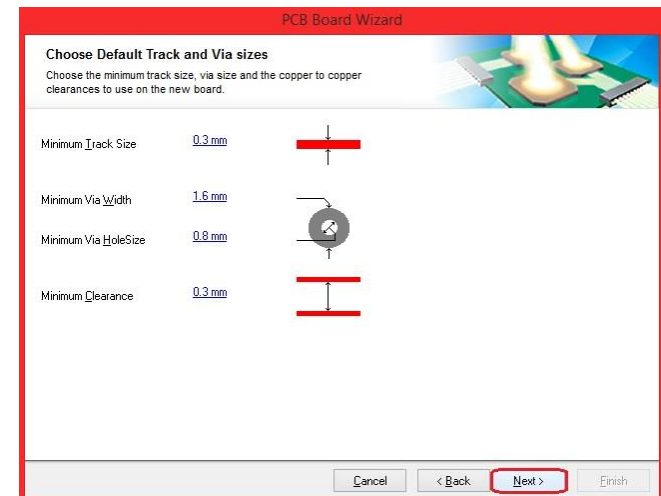 PCB Board Wizard
Choose Default Track and Via sizes
Choose the minimum track size, via size and the copper to copper
clearances to use on the new board.
Minimum Track Size 0.3 mm
Minimum Via Width 1.6 mm
Minimum Via HoleSize 0.8 mm
Minimum Clearance 0.3 mm
Cancel < Back Next > Finish